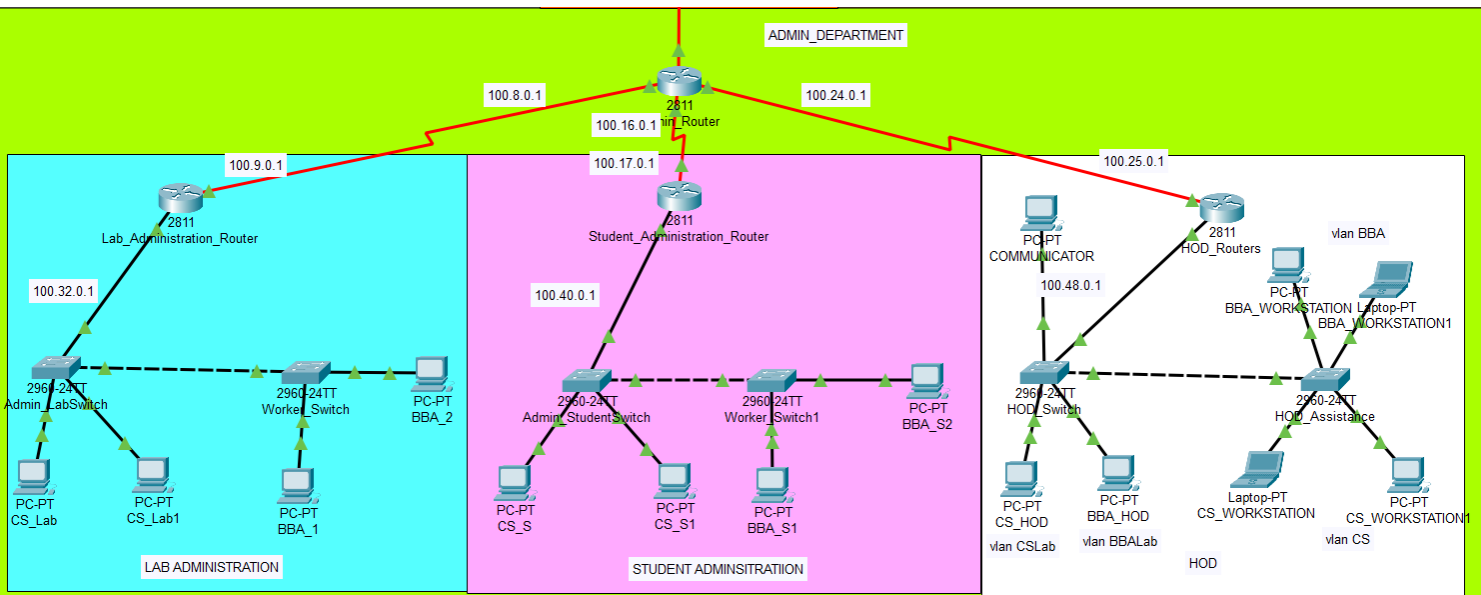 ADMIN_DEPARTMENT
100.8.0.1
100.24.0.1
2811
in_Router
100.16.0.1
100.9.0.1
100.17.0.1
100.25.0.1
2811
Lab_Administration_Router
2811
Student_Administration_Router
2811
HOD_Routers
PC-PT
COMMUNICATOR
vlan BBA
100.32.0.1
100.40.0.1
100.48.0.1
PC-PT
BBA_WORKSTATION
Laptop-PT
BBA_WORKSTATION1
2960-24TT
Admin_LabSwitch
2960-24TT
Worker_Switch
PC-PT
BBA_2
2960-24TT
Admin_StudentSwitch
2960-24TT
Worker_Switch1
PC-PT
BBA_S2
2960-24TT
HOD_Switch
2960-24TT
HOD_Assistance
PC-PT
CS_Lab
PC-PT
CS_Lab1
PC-PT
BBA_1
PC-PT
CS_S
PC-PT
CS_S1
PC-PT
BBA_S1
PC-PT
CS_HOD
PC-PT
BBA_HOD
Laptop-PT
CS_WORKSTATION
PC-PT
CS_WORKSTATION1
vlan CSLab
vlan BBALab
vlan CS
LAB ADMINISTRATION
STUDENT ADMINSITRAITIION
HOD